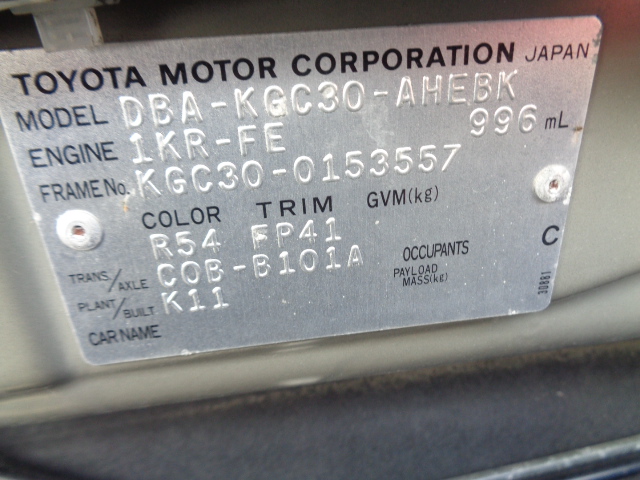 TOYOTA MOTOR CORPORATION JAPAN
MODEL DBA-KGC30-AHEBK
ENGINE 1KR-FE 996 mL
FRAME No. KGC30-0153557
COLOR TRIM GVM(kg)
R54 FP41
TRANS/AXLE COB-B101A OCCUPANTS C
PLANT/BUILT K11 PAYLOAD MASS(kg)
CAR NAME
30881